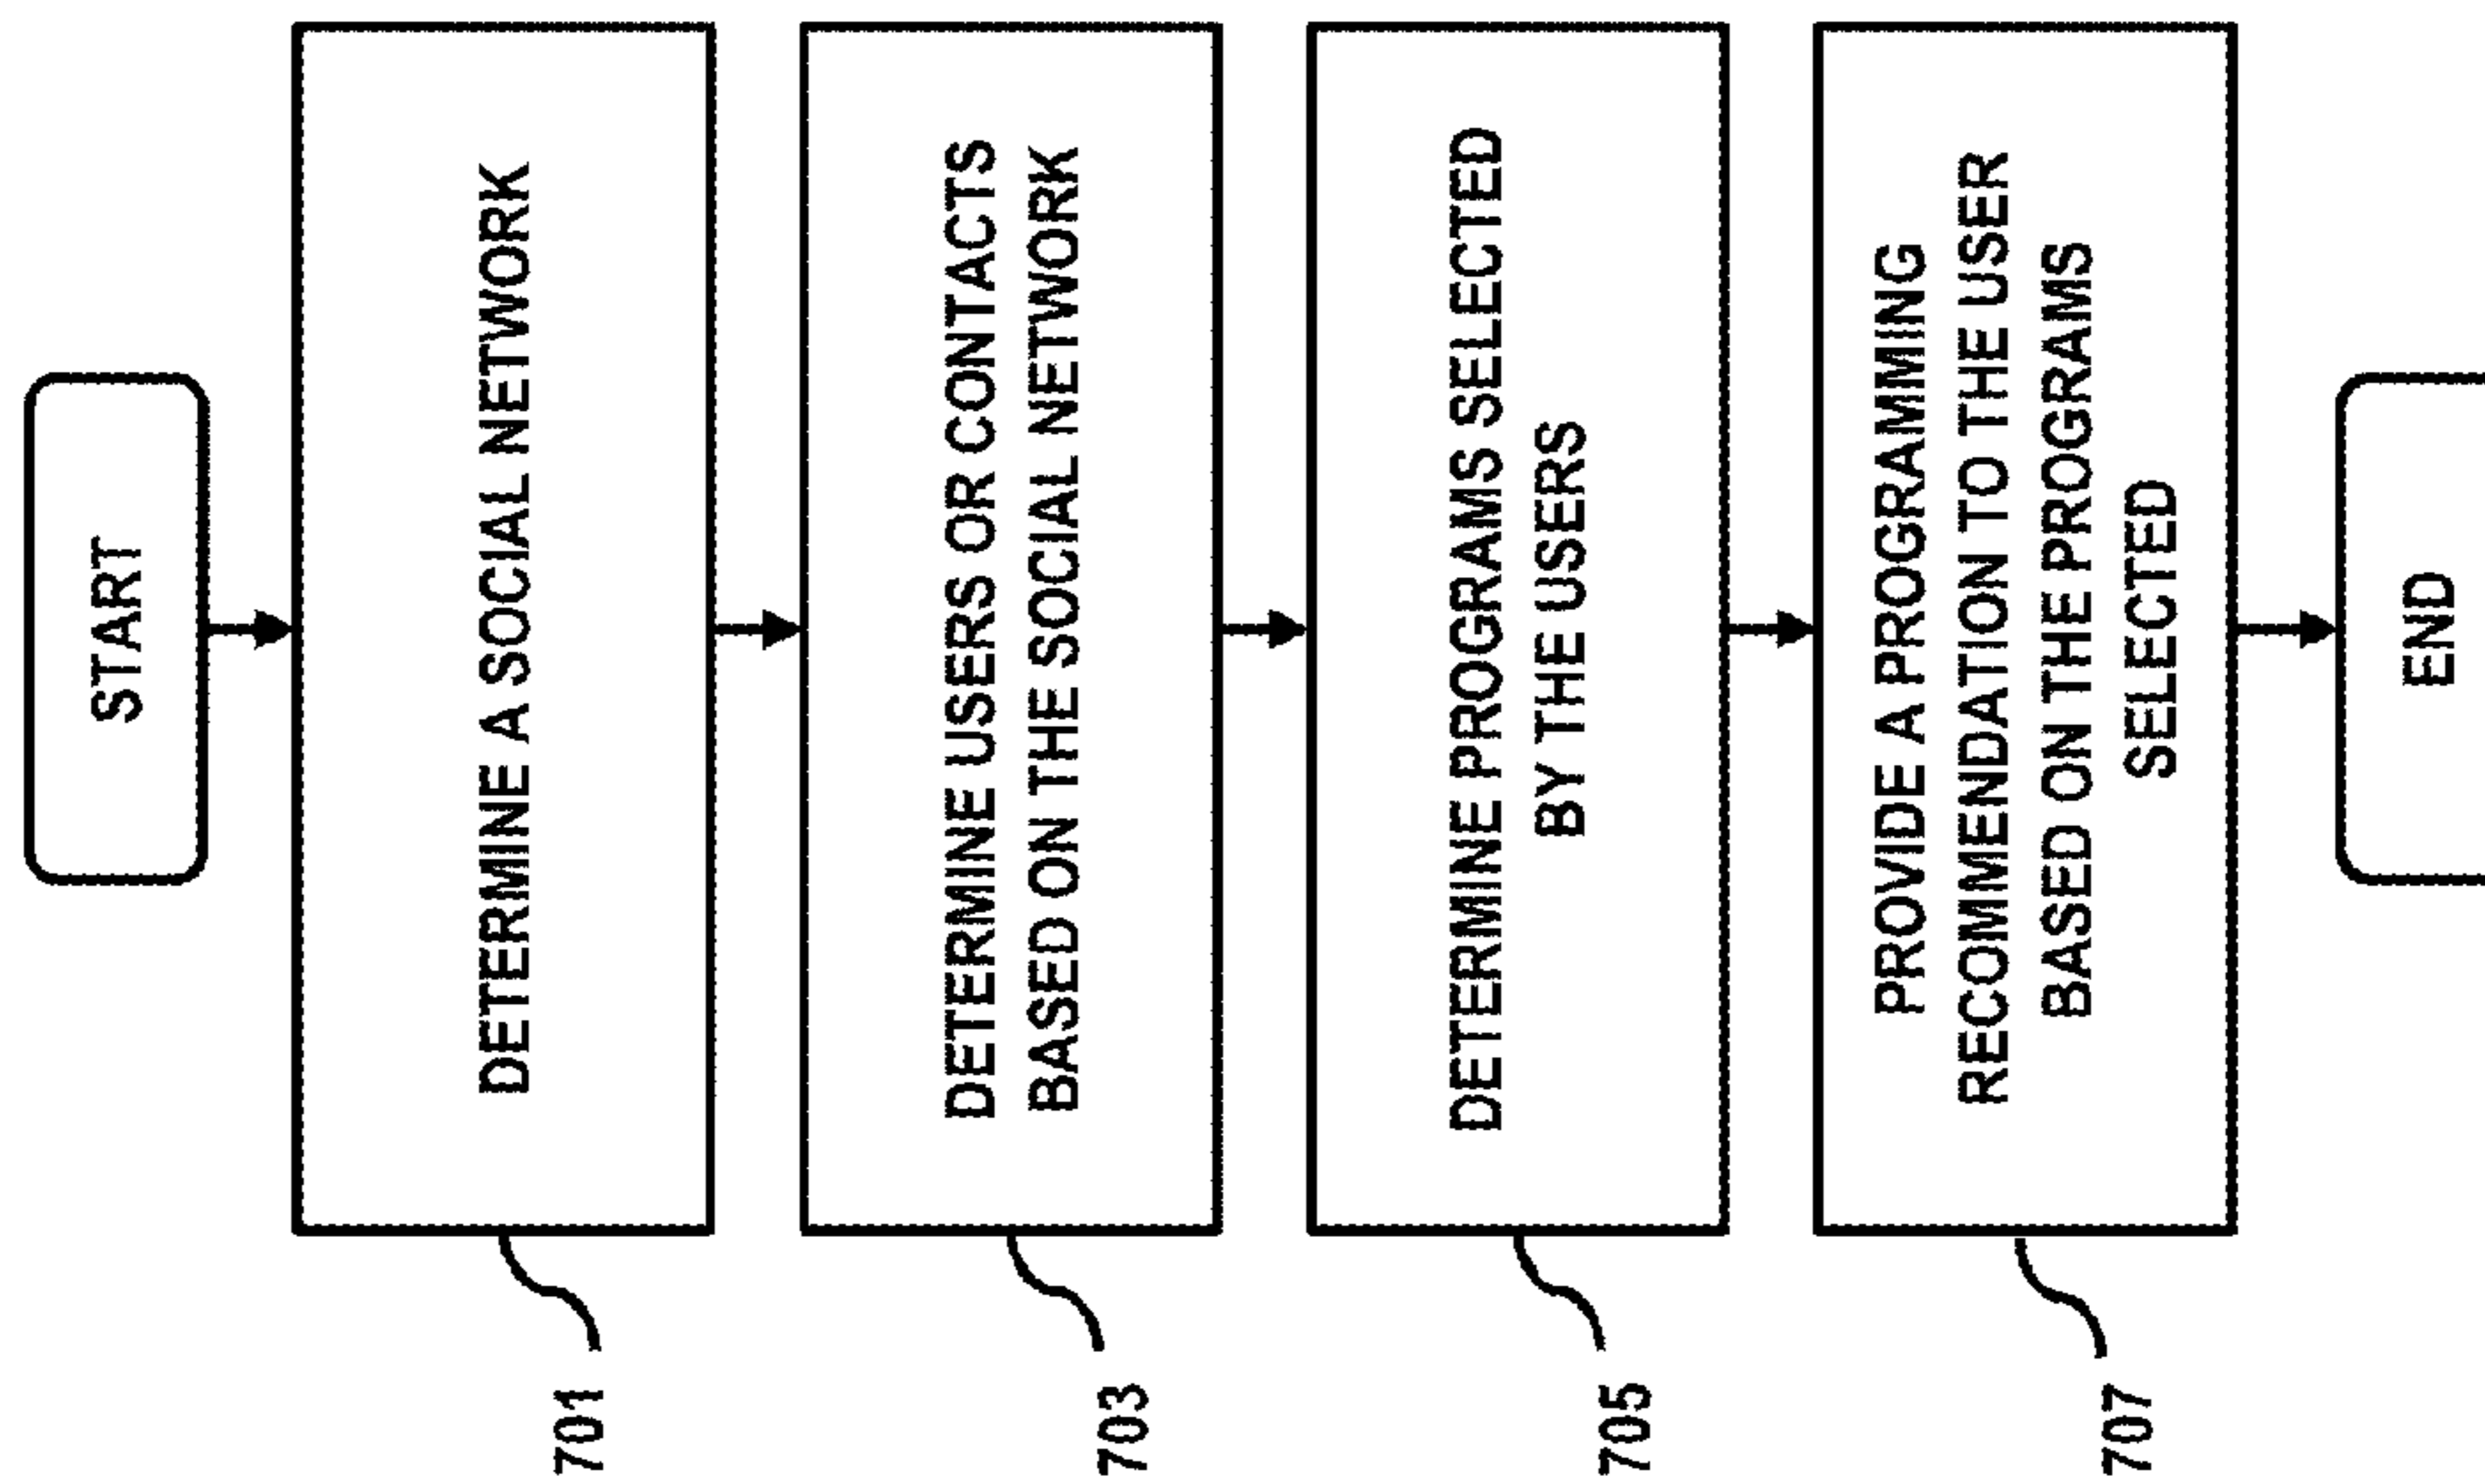 START
701
DETERMINE A SOCIAL NETWORK
703
DETERMINE USERS OR CONTACTS
BASED ON THE SOCIAL NETWORK
705
DETERMINE PROGRAMS SELECTED
BY THE USERS
707
PROVIDE A PROGRAMMING
RECOMMENDATION TO THE USER
BASED ON THE PROGRAMS
SELECTED
END